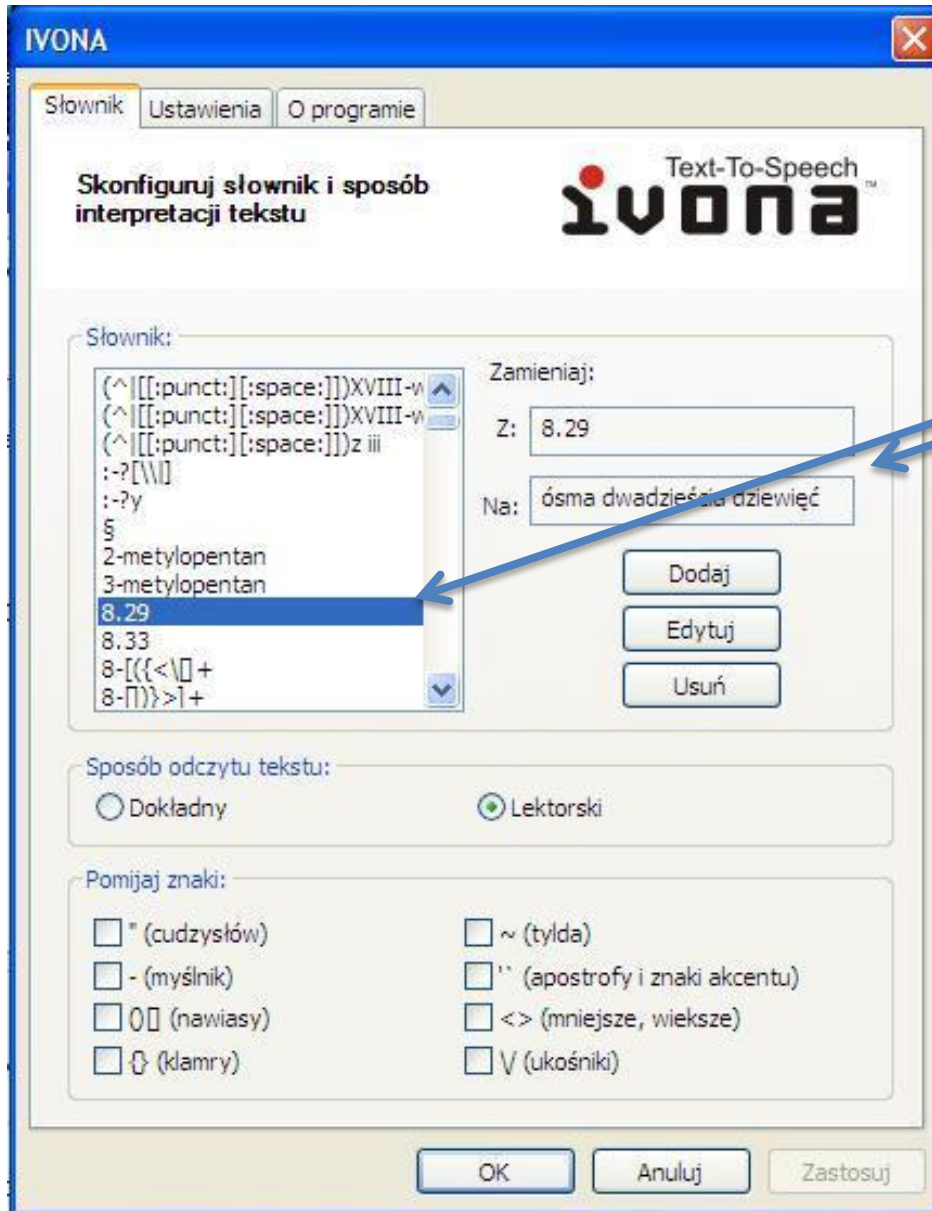 IVONA
Słownik Ustawienia O programie
Skonfiguruj słownik i sposób
interpretacji tekstu
Text-To-Speech
ivona™
Słownik:
(^|[[:punct:][:space:]])XVIII-w
(^|[[:punct:][:space:]])XVIII-w
(^|[[:punct:][:space:]])z iii
:-?[\\|]
:-?y
§
2-metylopentan
3-metylopentan
8.29
8.33
8-[({<\[]+
8-[])}>]+
Zamieniaj:
Z: 8.29
Na: ósma dwadzieścia dziewięć
Dodaj
Edytuj
Usuń
Sposób odczytu tekstu:
Dokładny Lektorski
Pomijaj znaki:
" (cudzysłów) ~ (tylda)
- (myślnik) '` (apostrofy i znaki akcentu)
()[] (nawiasy) <> (mniejsze, wieksze)
{} (klamry) \/ (ukośniki)
OK Anuluj Zastosuj